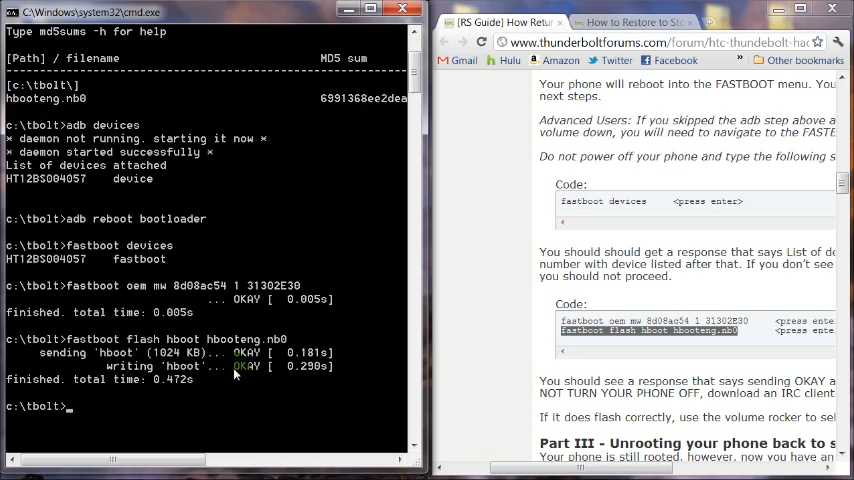 C:\Windows\system32\cmd.exe
Type md5sums -h for help
[Path] / filename MD5 sum
[c:\tbolt\]
hbooteng.nb0 6991368ee2dea
c:\tbolt>adb devices
* daemon not running. starting it now *
* daemon started successfully *
List of devices attached
HT12BS004057 device
c:\tbolt>adb reboot bootloader
c:\tbolt>fastboot devices
HT12BS004057 fastboot
c:\tbolt>fastboot oem mw 8d08ac54 1 31302E30
... OKAY [ 0.005s]
finished. total time: 0.005s
c:\tbolt>fastboot flash hboot hbooteng.nb0
sending 'hboot' (1024 KB)... OKAY [ 0.181s]
writing 'hboot'... OKAY [ 0.290s]
finished. total time: 0.472s
c:\tbolt>_
[RS Guide] How Retur
How to Restore to Sto
www.thunderboltforums.com/forum/htc-thundebolt-hac
Gmail Hulu Amazon Twitter » Other bookmarks
Your phone will reboot into the FASTBOOT menu. You
next steps.
Advanced Users: If you skipped the adb step above a
volume down, you will need to navigate to the FASTE
Do not power off your phone and type the following s
Code:
fastboot devices <press enter>
You should should get a response that says List of de
number with device listed after that. If you don't see
you should not proceed.
Code:
fastboot oem mw 8d08ac54 1 31302E30 <press ente
fastboot flash hboot hbooteng.nb0 <press ente
You should see a response that says sending OKAY a
NOT TURN YOUR PHONE OFF, download an IRC client
If it does flash correctly, use the volume rocker to sel
Part III - Unrooting your phone back to s
Your phone is still rooted, however, now you have an